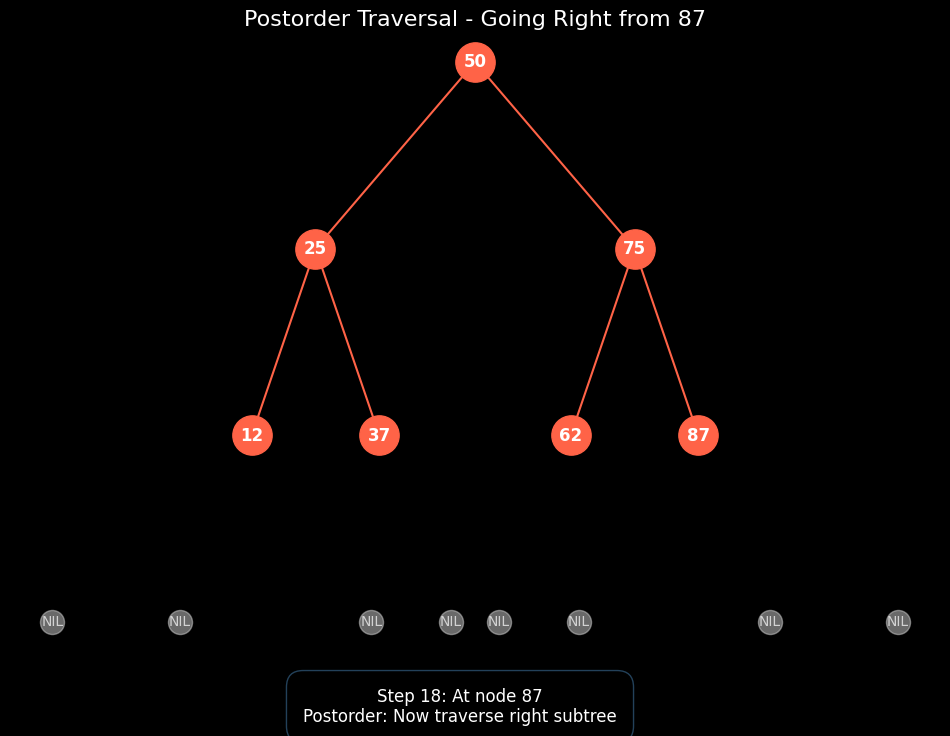 Postorder Traversal - Going Right from 87
50
25
75
12
37
62
87
NIL
NIL
NIL
NIL
NIL
NIL
NIL
NIL
Step 18: At node 87
Postorder: Now traverse right subtree